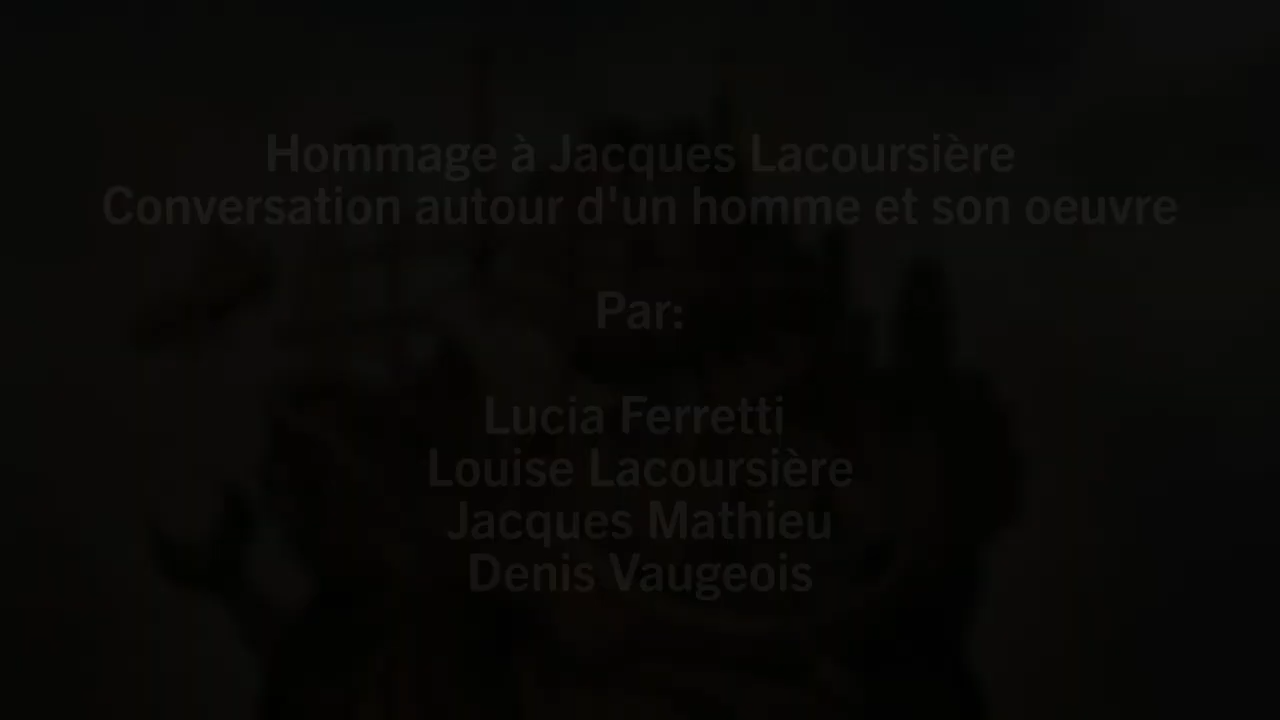 Hommage à Jacques Lacoursière
Conversation autour d'un homme et son oeuvre
Par:
Lucia Ferretti
Louise Lacoursière
Jacques Mathieu
Denis Vaugeois